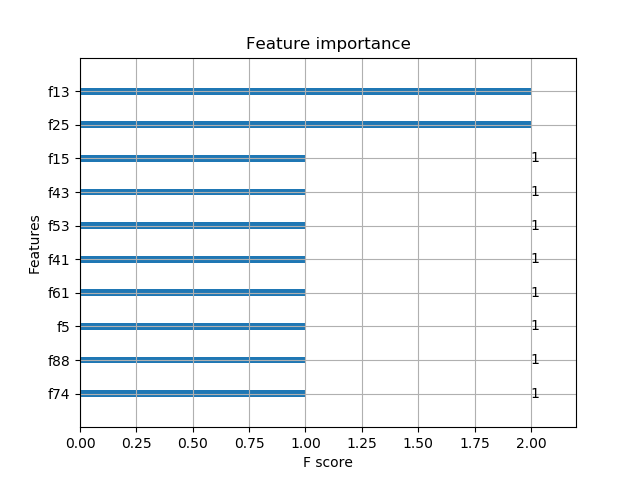 Feature importance
f13
f25
f15 1
f43 1
f53 1
f41 1
f61 1
f5 1
f88 1
f74 1
Features
0.00 0.25 0.50 0.75 1.00 1.25 1.50 1.75 2.00
F score